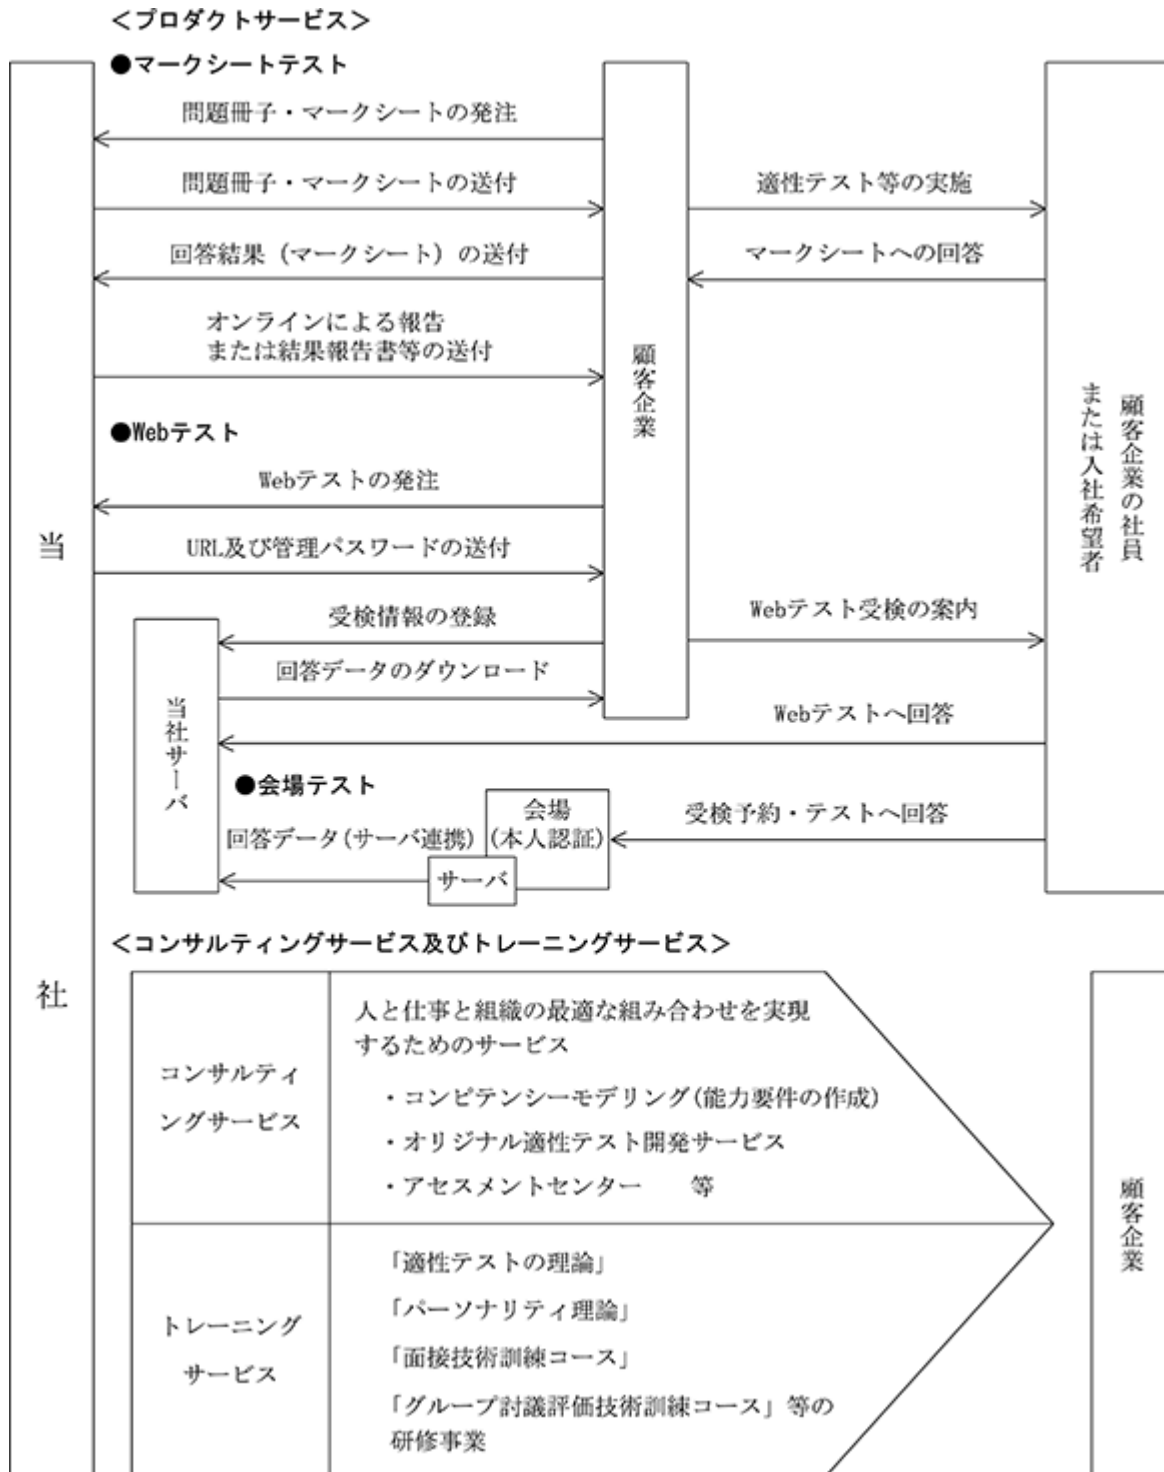 ＜プロダクトサービス＞
●マークシートテスト
問題冊子・マークシートの発注
問題冊子・マークシートの送付
適性テスト等の実施
回答結果（マークシート）の送付
マークシートへの回答
オンラインによる報告
または結果報告書等の送付
顧客企業
顧客企業の社員
または入社希望者
●Webテスト
Webテストの発注
当社
URL及び管理パスワードの送付
受検情報の登録
Webテスト受検の案内
回答データのダウンロード
Webテストへ回答
当社サーバ
●会場テスト
会場
(本人認証)
受検予約・テストへ回答
回答データ(サーバ連携)
サーバ
＜コンサルティングサービス及びトレーニングサービス＞
コンサルティ
ングサービス
人と仕事と組織の最適な組み合わせを実現
するためのサービス
・コンピテンシーモデリング(能力要件の作成)
・オリジナル適性テスト開発サービス
・アセスメントセンター　等
顧客企業
トレーニング
サービス
「適性テストの理論」
「パーソナリティ理論」
「面接技術訓練コース」
「グループ討議評価技術訓練コース」等の
研修事業